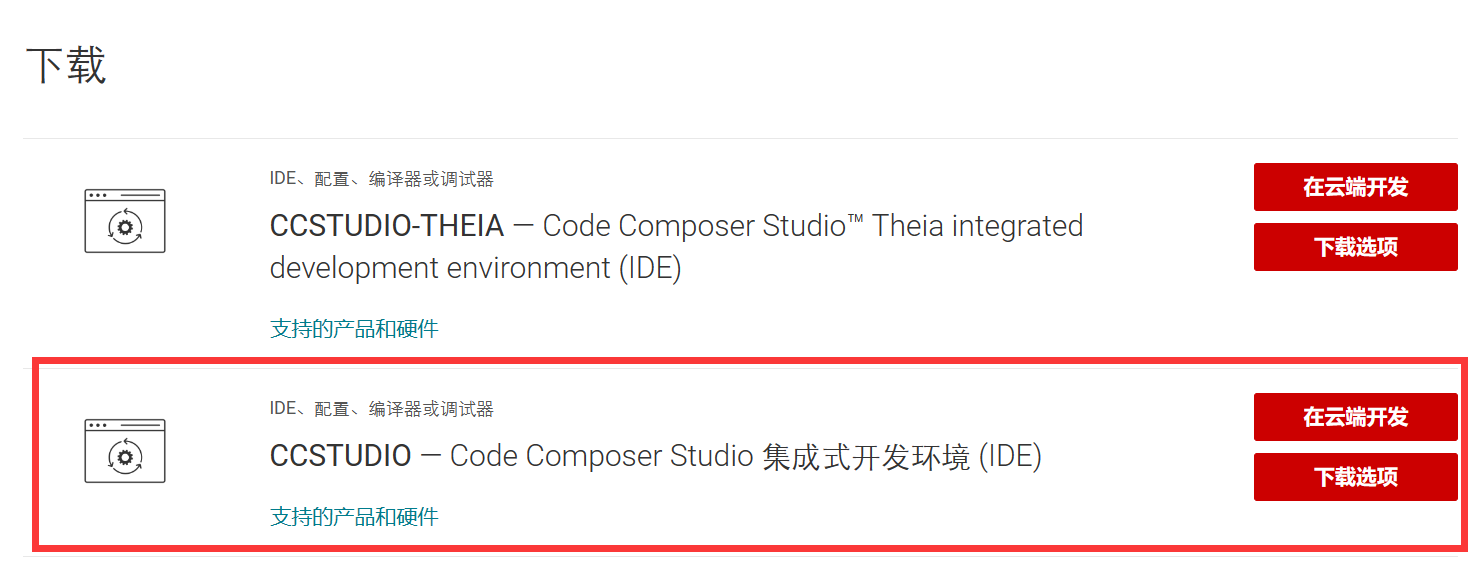 下载
IDE、配置、编译器或调试器
CCSTUDIO-THEIA — Code Composer Studio™ Theia integrated
development environment (IDE)
支持的产品和硬件
在云端开发
下载选项
IDE、配置、编译器或调试器
CCSTUDIO — Code Composer Studio 集成式开发环境 (IDE)
支持的产品和硬件
在云端开发
下载选项